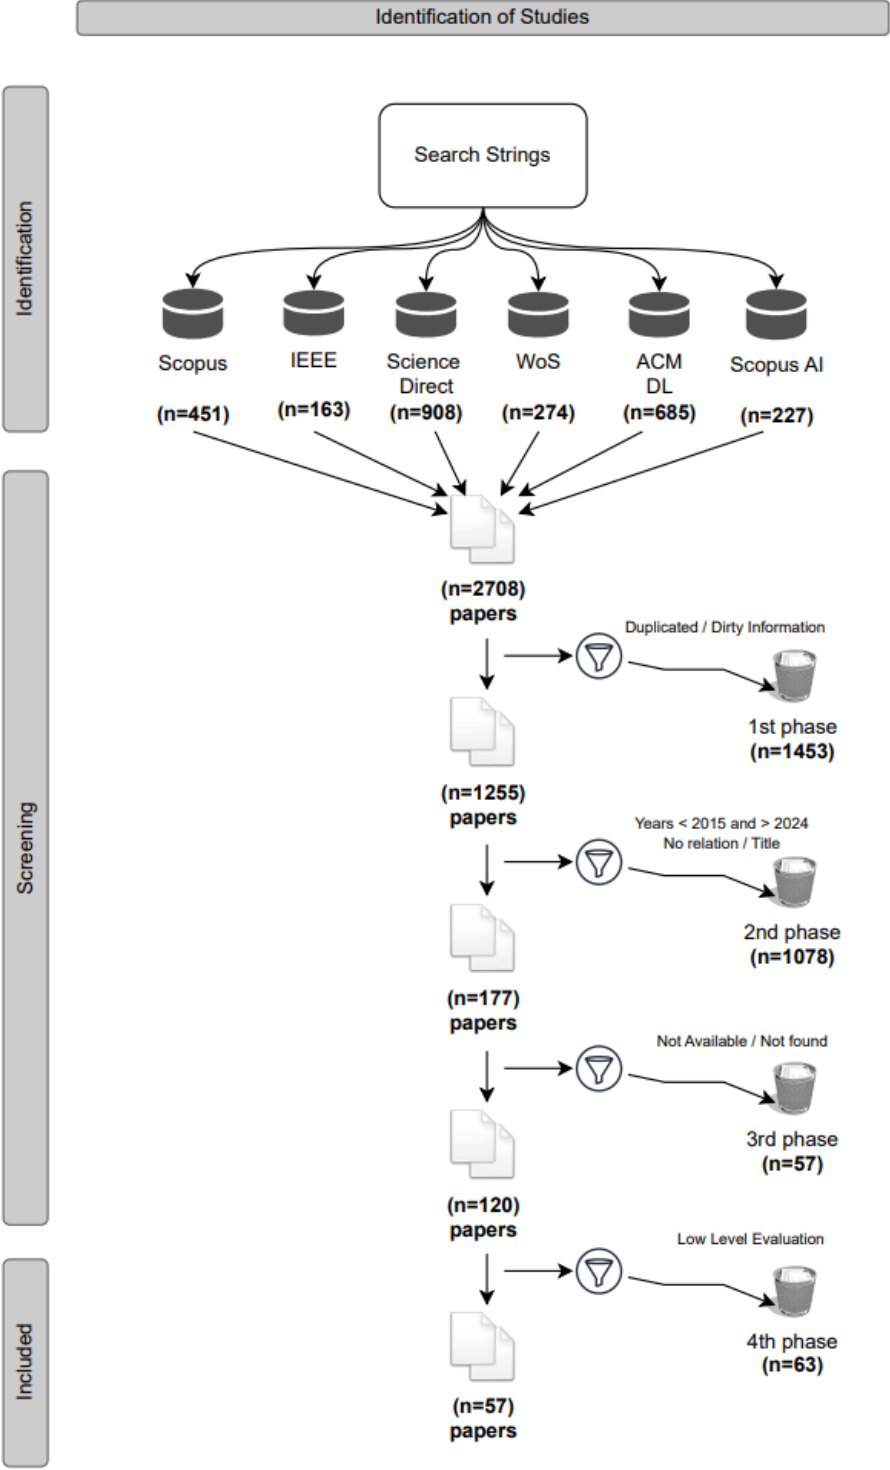 Identification of Studies
Identification
Search Strings
Scopus
(n=451)
IEEE
(n=163)
Science
Direct
(n=908)
WoS
(n=274)
ACM
DL
(n=685)
Scopus AI
(n=227)
Screening
(n=2708)
papers
Duplicated / Dirty Information
1st phase
(n=1453)
(n=1255)
papers
Years < 2015 and > 2024
No relation / Title
2nd phase
(n=1078)
(n=177)
papers
Not Available / Not found
3rd phase
(n=57)
(n=120)
papers
Included
Low Level Evaluation
4th phase
(n=63)
(n=57)
papers